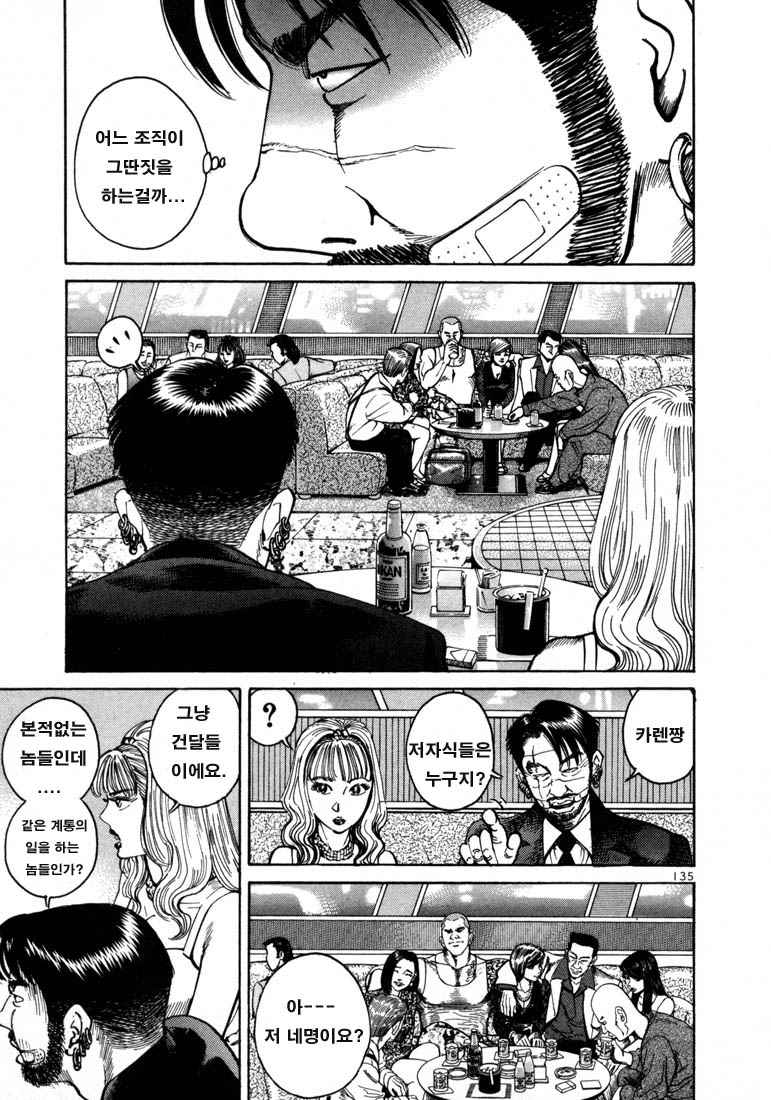 어느 조직이
그딴짓을
하는걸까...
KAN
카렌짱
저자식들은
누구지?
?
135
아---
저 네명이요?
그냥
건달들
이에요.
본적없는
놈들인데
....
같은 계통의
일을 하는
놈들인가?